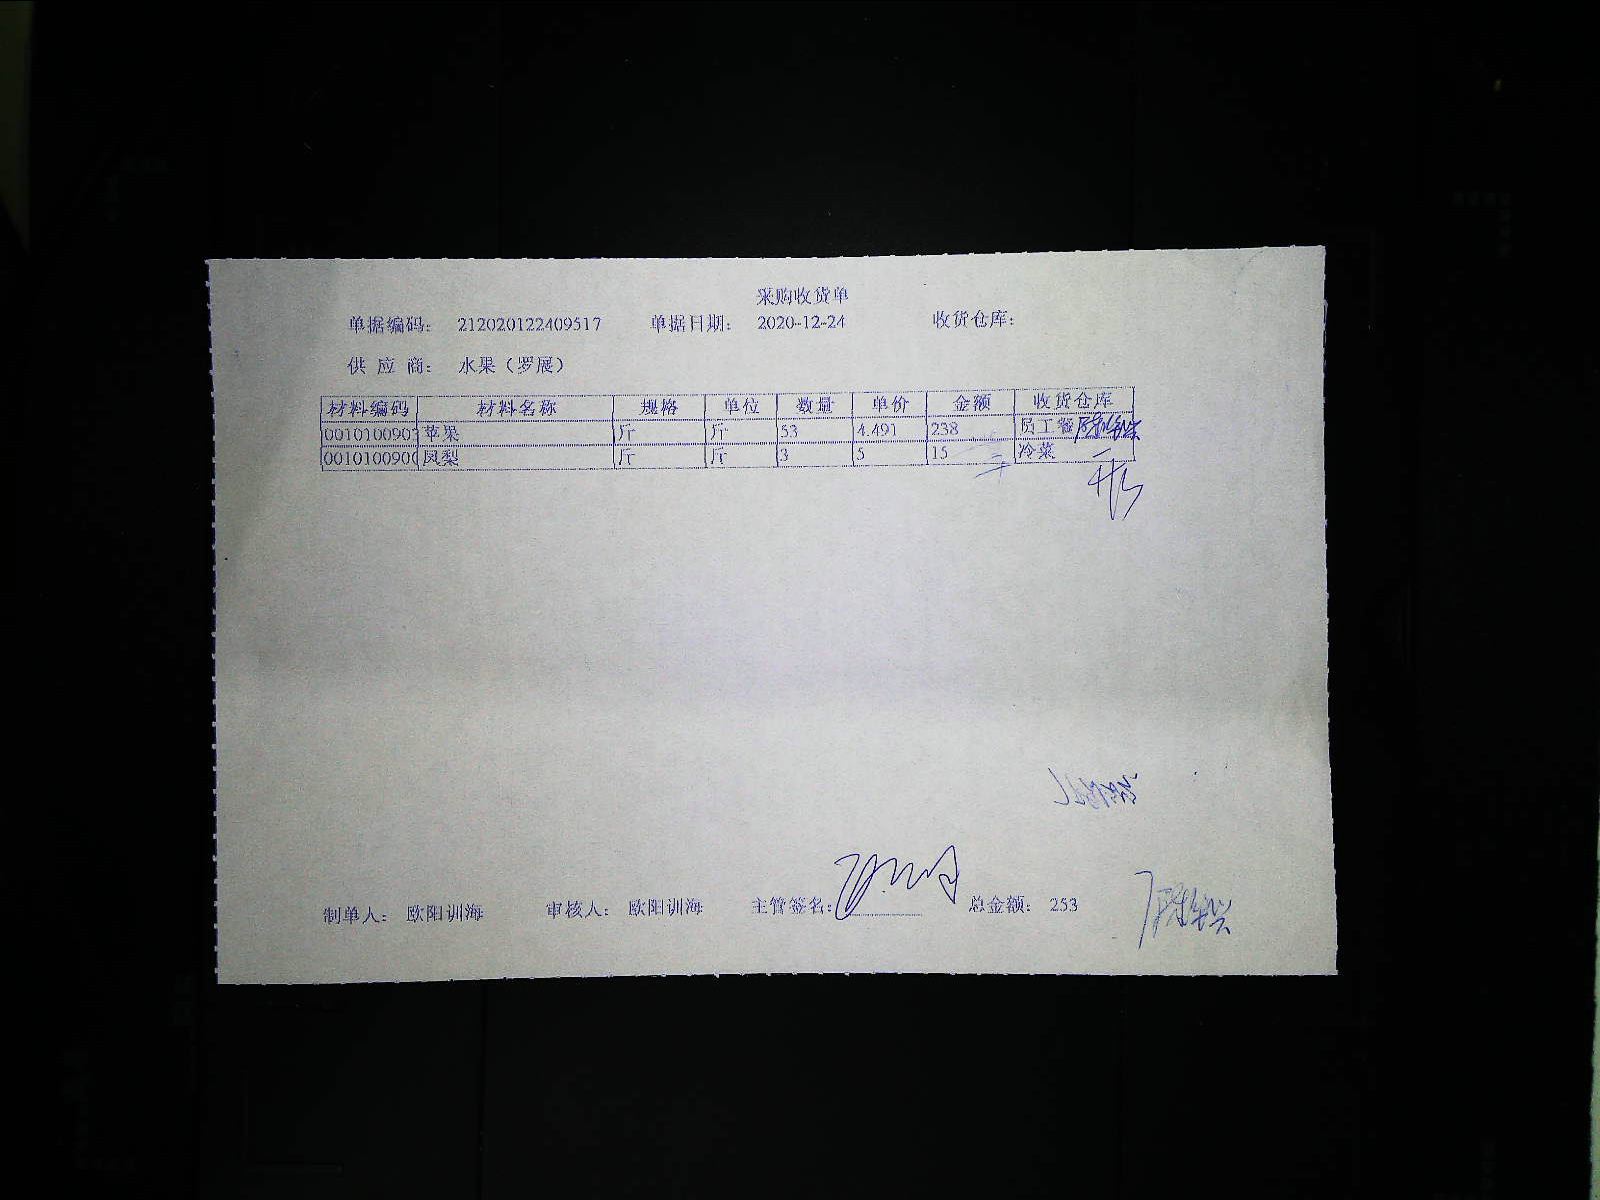 采购收货单
单据编码： 212020122409517 单据日期： 2020-12-24 收货仓库：
供 应 商： 水果（罗展）
材料编码 材料名称 规格 单位 数量 单价 金额 收货仓库
001010090 苹果 斤 斤 53 4.491 238 员工餐
001010090 凤梨 斤 斤 3 5 15 冷菜
制单人： 欧阳训海 审核人： 欧阳训海 主管签名： 总金额： 253